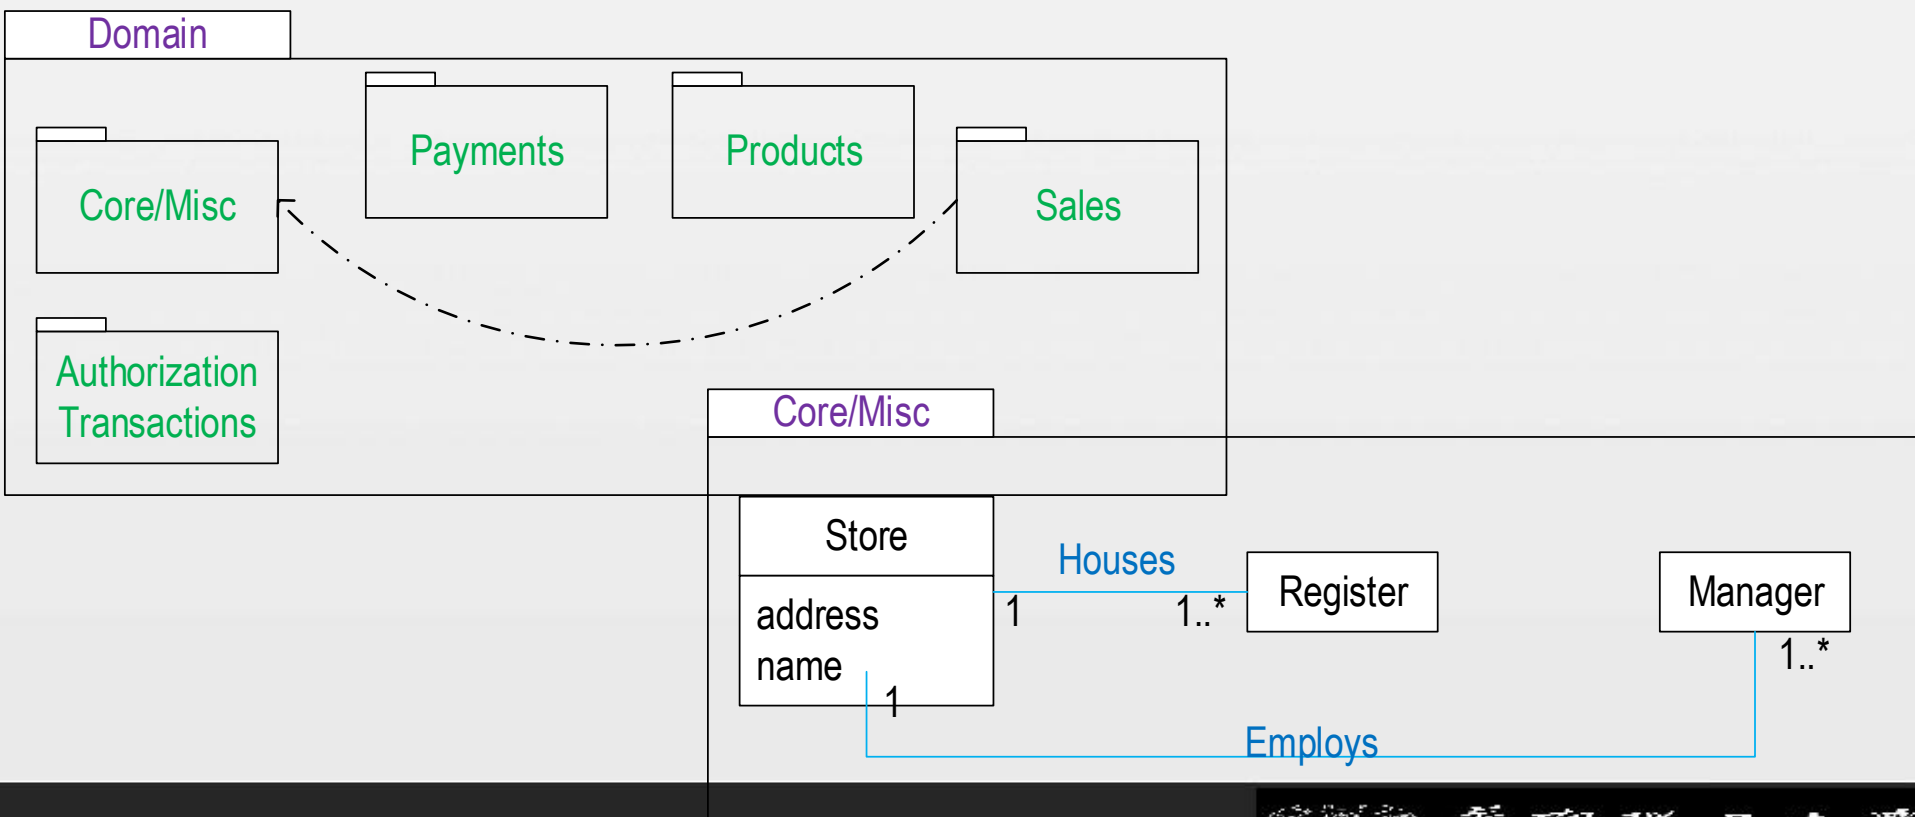 Domain
Payments
Products
Core/Misc
Sales
Authorization
Transactions
Core/Misc
Store
address
name
Houses
1
1..*
Register
Manager
1..*
1
Employs